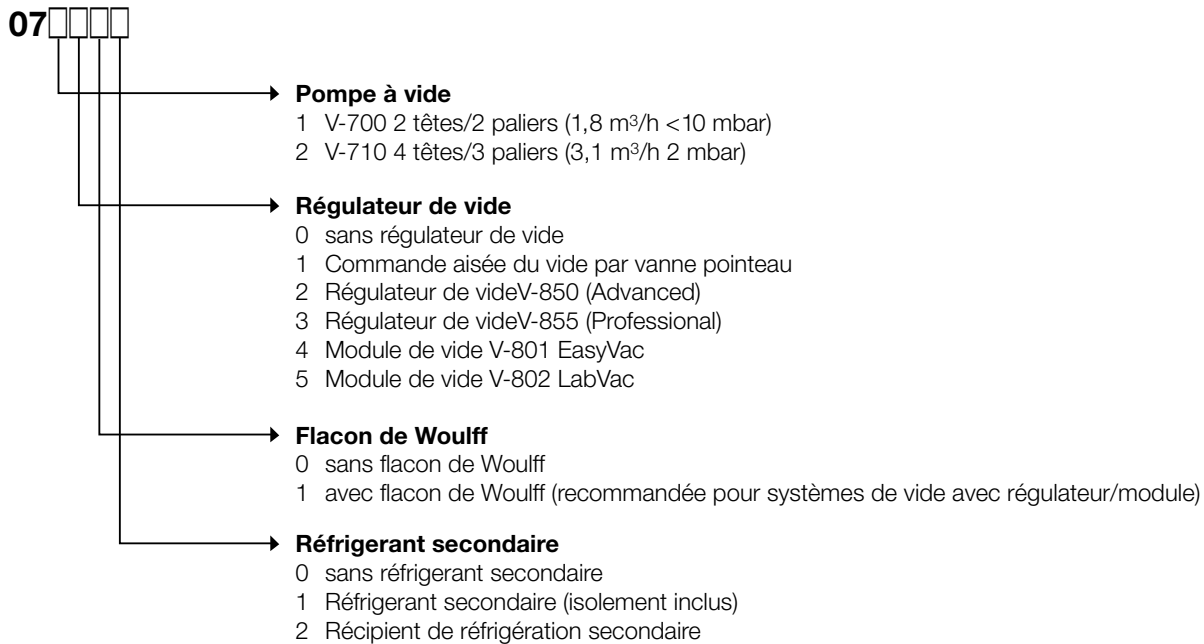 07□□□□
Pompe à vide
1 V-700 2 têtes/2 paliers (1,8 m³/h <10 mbar)
2 V-710 4 têtes/3 paliers (3,1 m³/h 2 mbar)
Régulateur de vide
0 sans régulateur de vide
1 Commande aisée du vide par vanne pointeau
2 Régulateur de videV-850 (Advanced)
3 Régulateur de videV-855 (Professional)
4 Module de vide V-801 EasyVac
5 Module de vide V-802 LabVac
Flacon de Woulff
0 sans flacon de Woulff
1 avec flacon de Woulff (recommandée pour systèmes de vide avec régulateur/module)
Réfrigerant secondaire
0 sans réfrigerant secondaire
1 Réfrigerant secondaire (isolement inclus)
2 Récipient de réfrigération secondaire